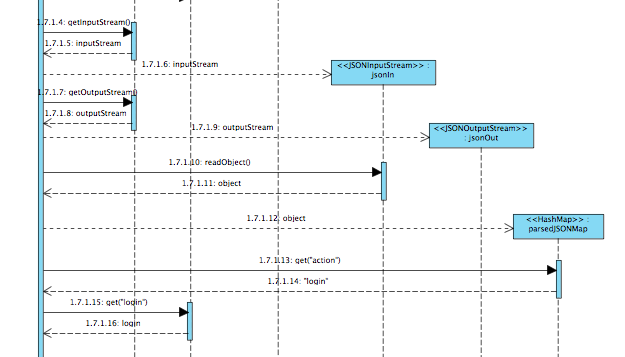 1.7.1.4: getInputStream()
1.7.1.5: inputStream
1.7.1.6: inputStream
<<JSONInputStream>> :
jsonIn
1.7.1.7: getOutputStream()
1.7.1.8: outputStream
1.7.1.9: outputStream
<<JSONOutputStream>>
: jsonOut
1.7.1.10: readObject()
1.7.1.11: object
1.7.1.12: object
<<HashMap>> :
parsedJSONMap
1.7.1.13: get("action")
1.7.1.14: "login"
1.7.1.15: get("login")
1.7.1.16: login